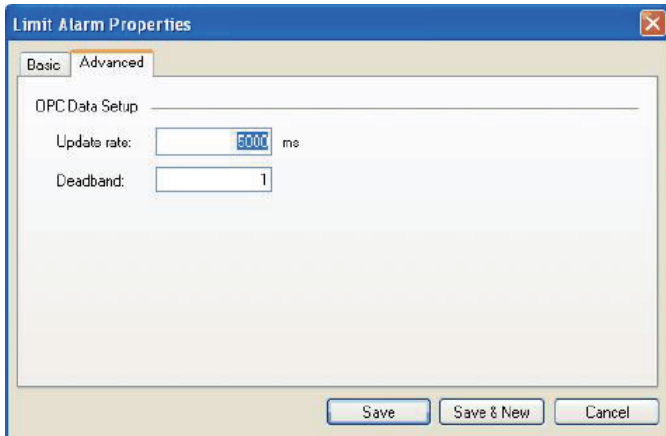 Limit Alarm Properties
Basic Advanced
OPC Data Setup
Update rate: 5000 ms
Deadband: 1
Save Save & New Cancel